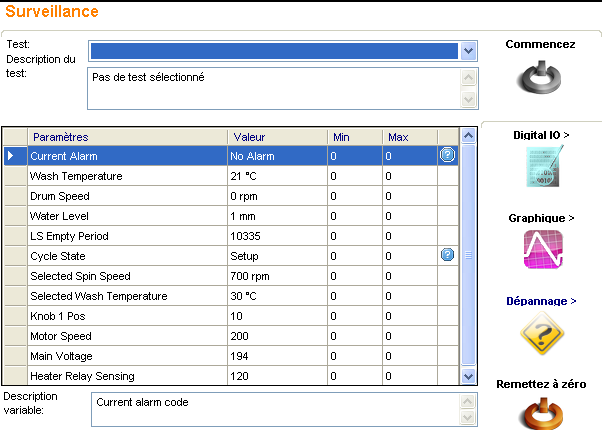 Surveillance
Test:
Description du
test:
Pas de test sélectionné
Commencez
Paramètres Valeur Min Max
Current Alarm No Alarm 0 0
Wash Temperature 21 °C 0 0
Drum Speed 0 rpm 0 0
Water Level 1 mm 0 0
LS Empty Period 10335 0 0
Cycle State Setup 0 0
Selected Spin Speed 700 rpm 0 0
Selected Wash Temperature 30 °C 0 0
Knob 1 Pos 10 0 0
Motor Speed 200 0 0
Main Voltage 194 0 0
Heater Relay Sensing 120 0 0
Digital IO >
Graphique >
Dépannage >
Remettez à zéro
Description
variable:
Current alarm code